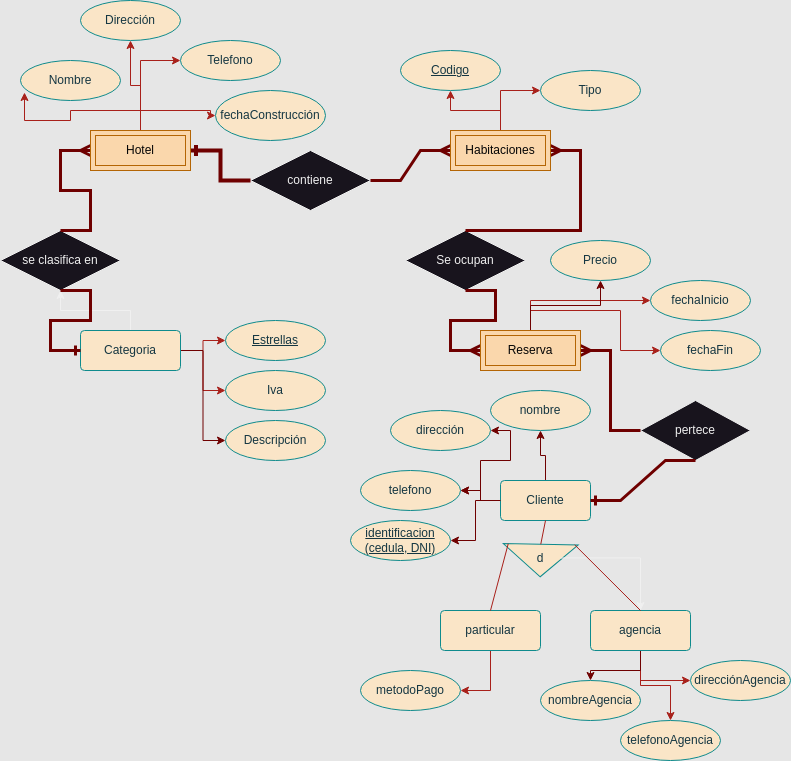 Dirección
Telefono
Nombre
fechaConstrucción
Codigo
Tipo
Hotel
contiene
Habitaciones
se clasifica en
Se ocupan
Precio
fechaInicio
Categoria
Estrellas
Reserva
fechaFin
Iva
Descripción
nombre
dirección
pertece
telefono
Cliente
identificacion
(cedula, DNI)
d
particular
agencia
metodoPago
nombreAgencia
direcciónAgencia
telefonoAgencia